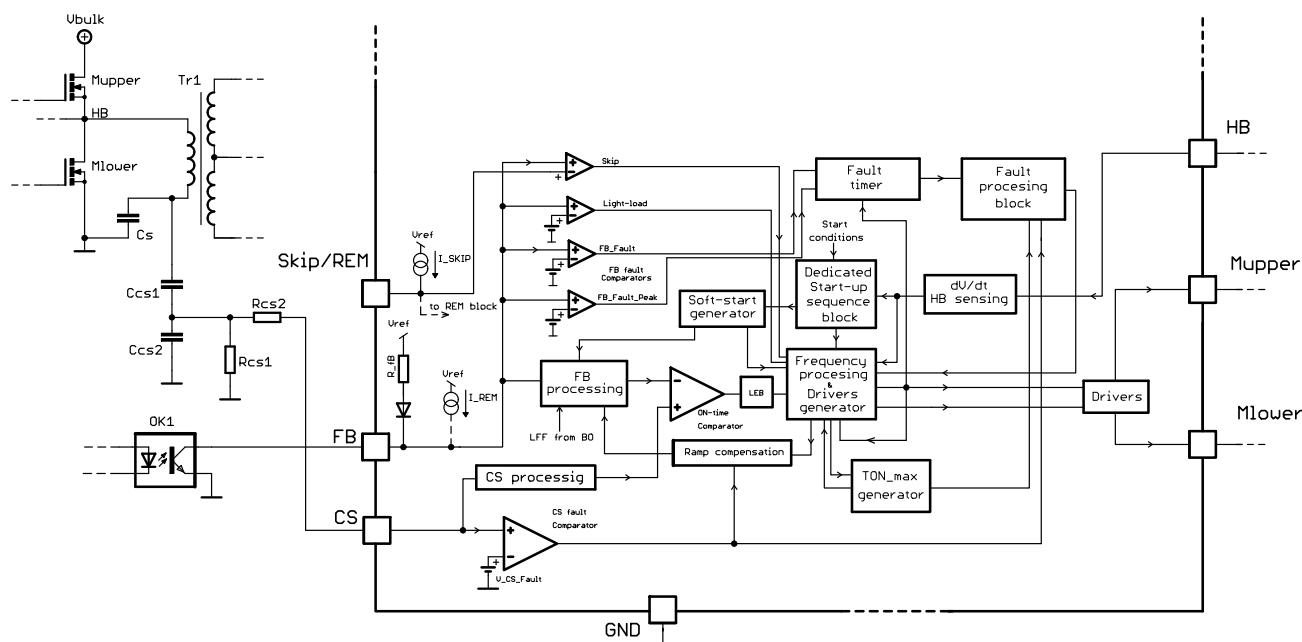 Vbulk
Mupper
Tr1
HB
Mlower
Cs
Ccs1
Rcs2
Ccs2
Rcs1
OK1
Skip/REM
FB
CS
GND
HB
Mupper
Mlower
Vref
I_SKIP
to REM block
Vref
R_fB
Vref
I_REM
Skip
Light-load
FB_Fault
FB fault
Comparators
FB_Fault_Peak
Fault
timer
Fault
procesing
block
Start
conditions
Dedicated
Start-up
sequence
block
dV/dt
HB sensing
Soft-start
generator
FB
processing
LFF from BO
ON-time
Comparator
LEB
Frequency
procesing
&
Drivers
generator
Drivers
Ramp compensation
CS processig
TON_max
generator
CS fault
Comparator
V_CS_Fault
+
−
+
−
+
−
+
−
−
+
+
−
+
+
+
+
+